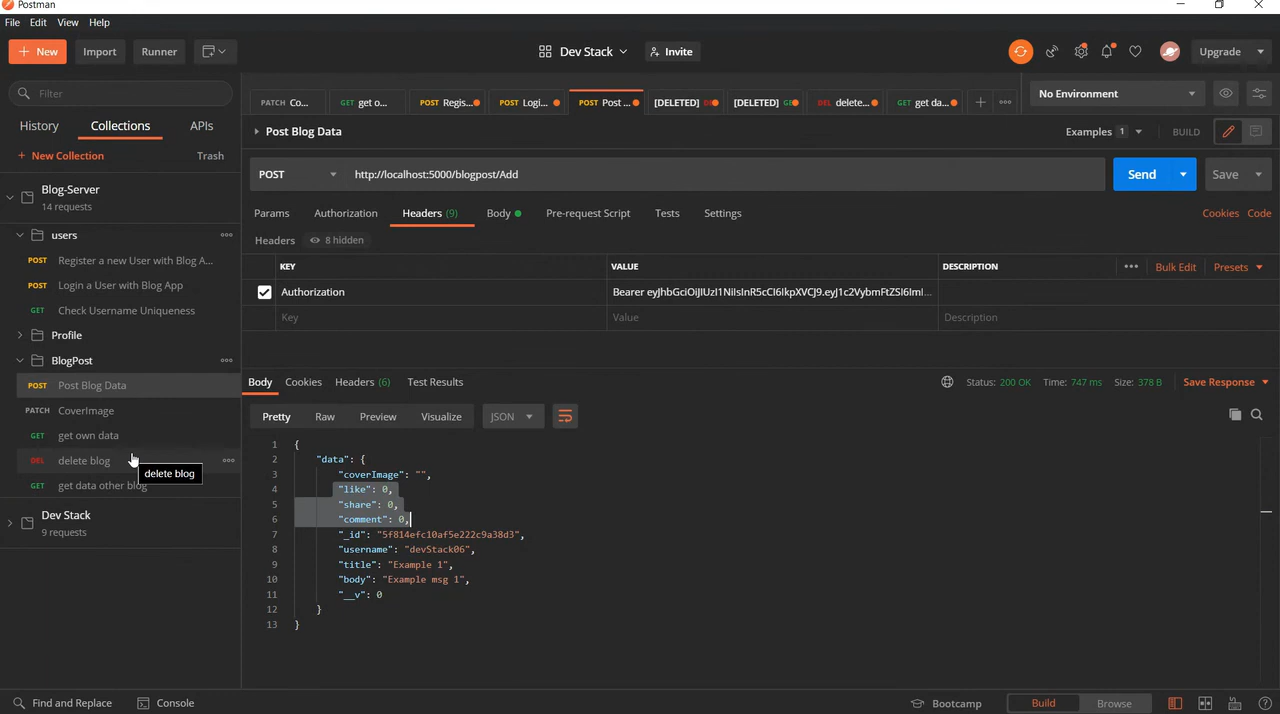 Postman
File Edit View Help
+ New Import Runner Dev Stack Invite Upgrade
Filter
PATCH Co... GET get o... POST Regis... POST Logi... POST Post ... [DELETED] [DELETED] GE DEL delete... GET get da... + No Environment
History Collections APIs
+ New Collection Trash
Post Blog Data Examples 1 BUILD
Blog-Server
14 requests
POST http://localhost:5000/blogpost/Add Send Save
users
POST Register a new User with Blog A...
POST Login a User with Blog App
GET Check Username Uniqueness
Profile
BlogPost
POST Post Blog Data
PATCH CoverImage
GET get own data
DEL delete blog
delete blog
GET get data other blog
Dev Stack
9 requests
Params Authorization Headers (9) Body Pre-request Script Tests Settings Cookies Code
Headers 8 hidden
KEY VALUE DESCRIPTION Bulk Edit Presets
Authorization Bearer eyJhbGciOiJIUzI1NiIsInR5cCI6IkpXVCJ9.eyJ1c2VybmFtZSI6Iml...
Key Value Description
Body Cookies Headers (6) Test Results Status: 200 OK Time: 747 ms Size: 378 B Save Response
Pretty Raw Preview Visualize JSON
1 {
2 "data": {
3 "coverImage": "",
4 "like": 0,
5 "share": 0,
6 "comment": 0,
7 "_id": "5f814efc10af5e222c9a38d3",
8 "username": "devStack06",
9 "title": "Example 1",
10 "body": "Example msg 1",
11 "__v": 0
12 }
13 }
Find and Replace Console Bootcamp Build Browse